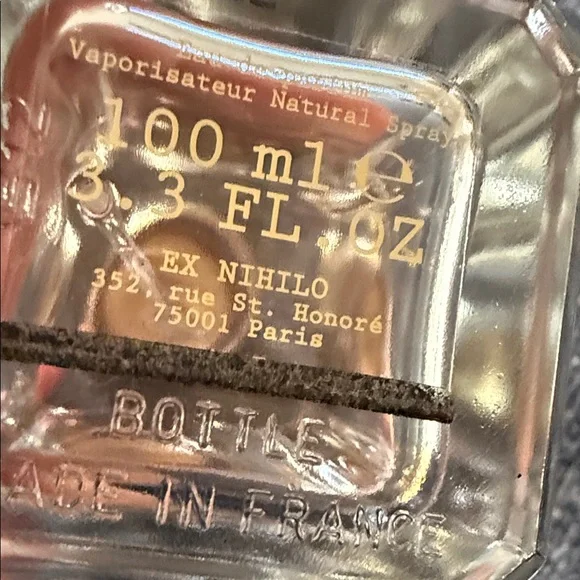 Vaporisateur Natural Spray
100 ml e
3.3 FL.OZ
EX NIHILO
352, rue St. Honoré
75001 Paris
BOTTLE
ADE IN FRANCE